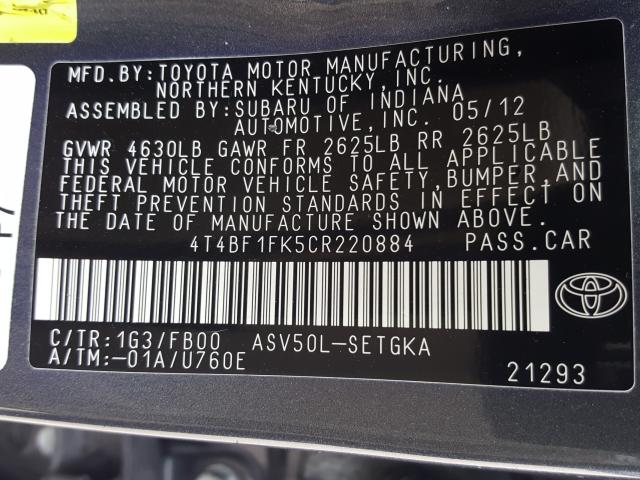 MFD.BY:TOYOTA MOTOR MANUFACTURING,
NORTHERN KENTUCKY,INC.
ASSEMBLED BY:SUBARU OF INDIANA
AUTOMOTIVE,INC. 05/12
GVWR 4630LB GAWR FR 2625LB RR 2625LB
THIS VEHICLE CONFORMS TO ALL APPLICABLE
FEDERAL MOTOR VEHICLE SAFETY,BUMPER,AND
THEFT PREVENTION STANDARDS IN EFFECT ON
THE DATE OF MANUFACTURE SHOWN ABOVE.
4T4BF1FK5CR220884 PASS.CAR
C/TR:1G3/FB00 ASV50L-SETGKA
A/TM:-01A/U760E
21293